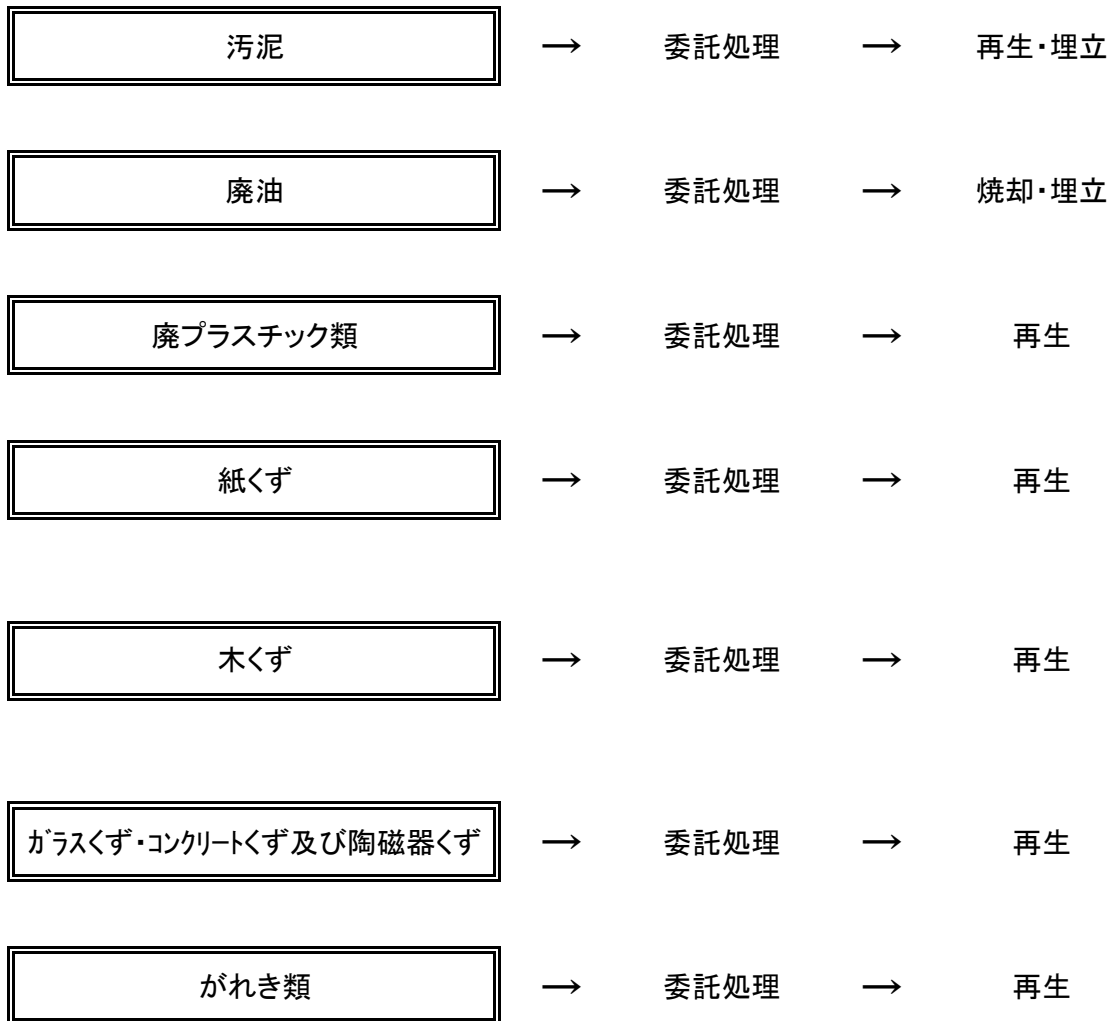 汚泥 → 委託処理 → 再生・埋立
廃油 → 委託処理 → 焼却・埋立
廃プラスチック類 → 委託処理 → 再生
紙くず → 委託処理 → 再生
木くず → 委託処理 → 再生
ｶﾞﾗｽくず・ｺﾝｸﾘｰﾄくず及び陶磁器くず → 委託処理 → 再生
がれき類 → 委託処理 → 再生